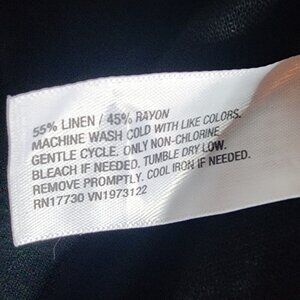 55% LINEN / 45% RAYON
MACHINE WASH COLD WITH LIKE COLORS.
GENTLE CYCLE. ONLY NON-CHLORINE
BLEACH IF NEEDED. TUMBLE DRY LOW.
REMOVE PROMPTLY. COOL IRON IF NEEDED.
RN17730 VN1973122